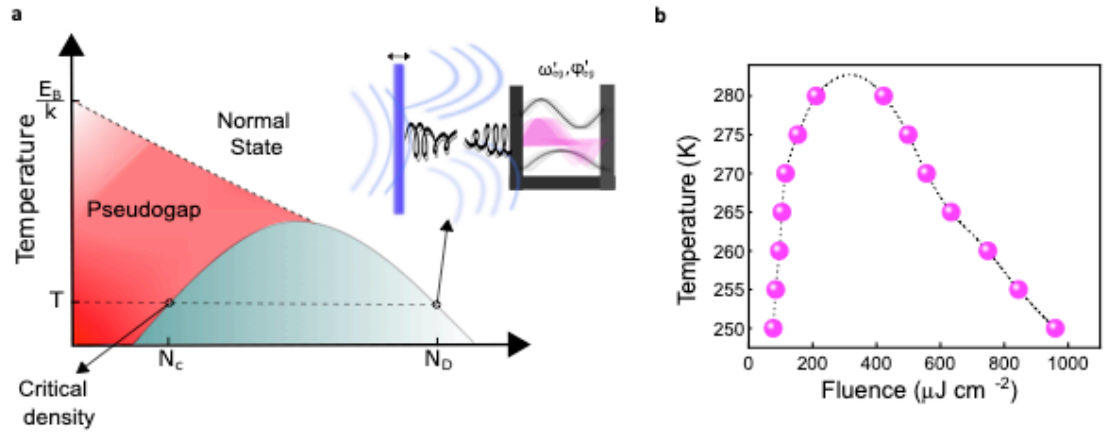 a
E_B
k
Temperature
T
Normal
State
Pseudogap
N_c
N_D
Critical
density
ω'_eg, φ'_eg
b
Temperature (K)
280
275
270
265
260
255
250
0
200
400
600
800
1000
Fluence (μJ cm ⁻²)